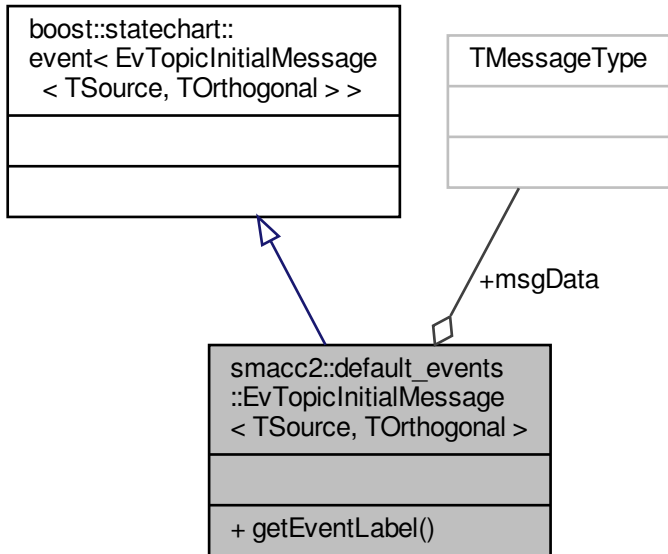 boost::statechart::
event< EvTopicInitialMessage
< TSource, TOrthogonal > >
TMessageType
+msgData
smacc2::default_events
::EvTopicInitialMessage
< TSource, TOrthogonal >
+ getEventLabel()